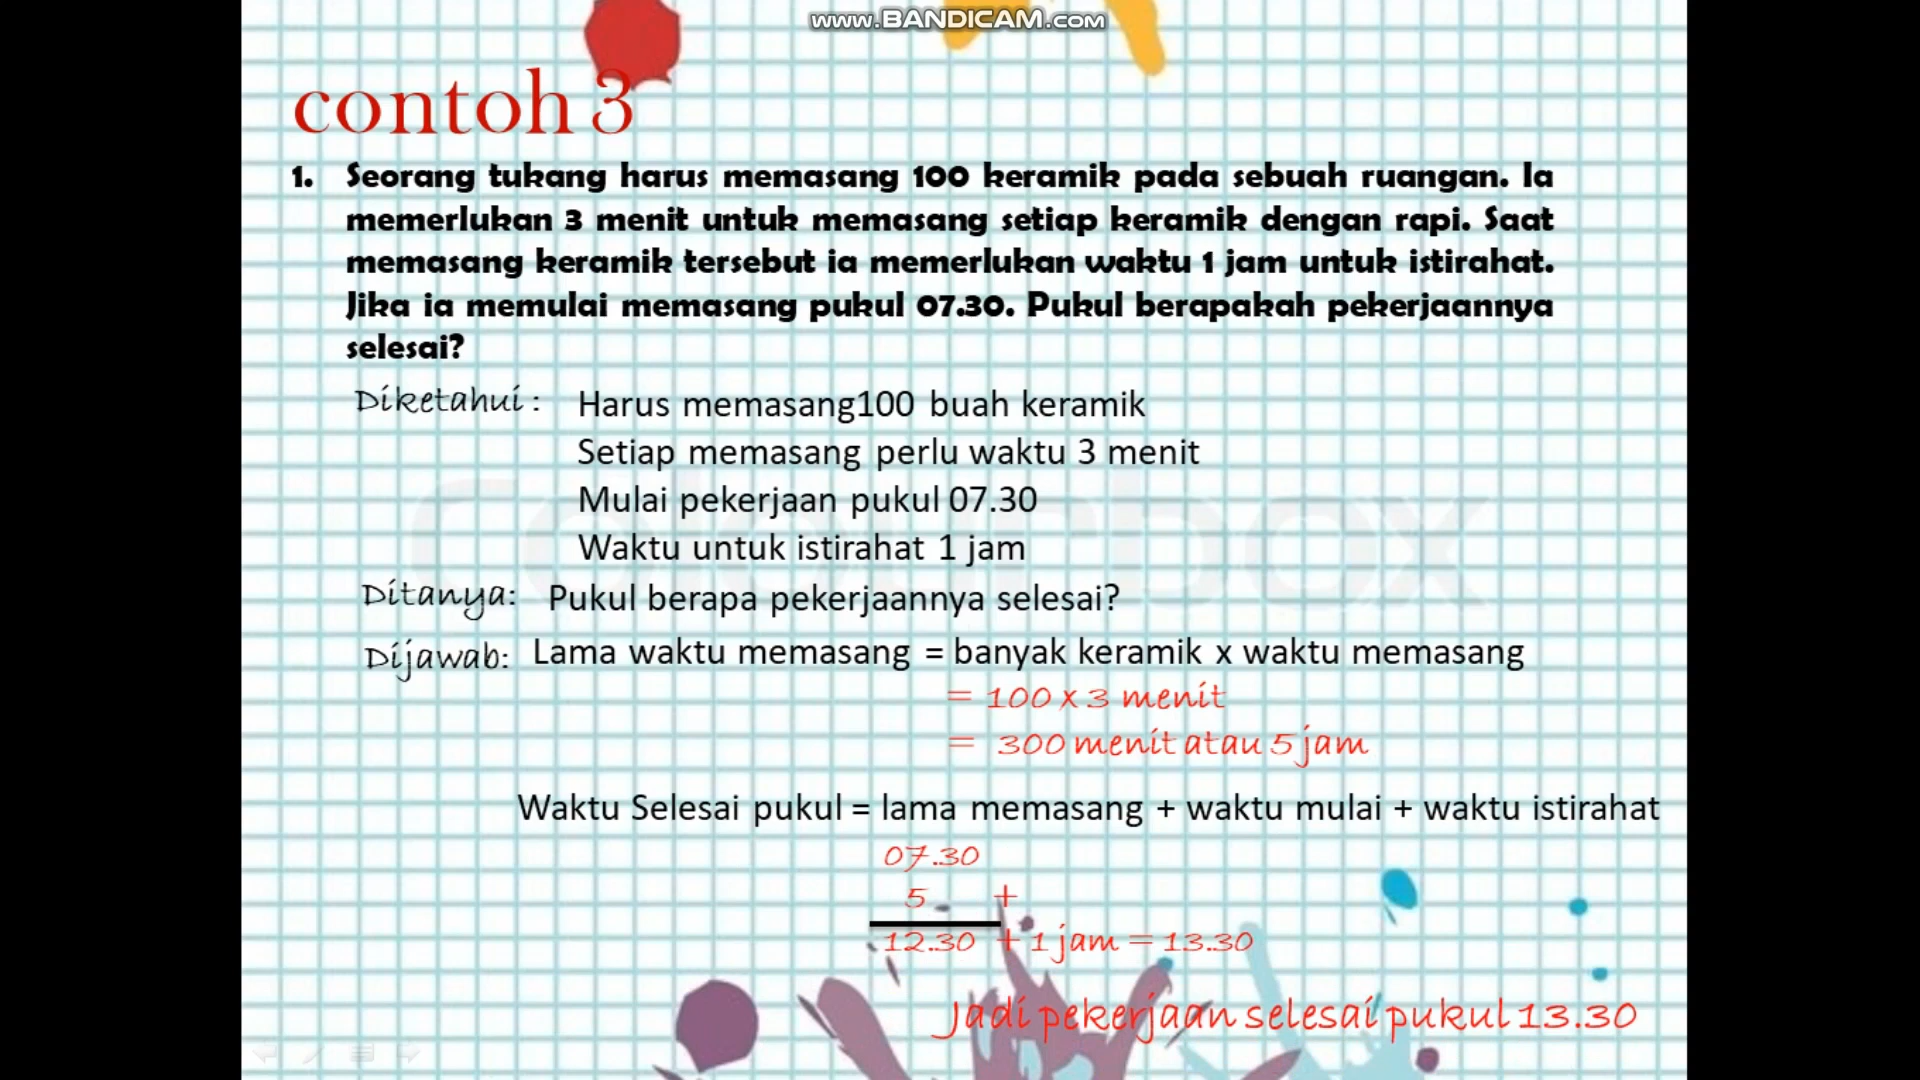 www.BANDICAM.com
contoh 3
1. Seorang tukang harus memasang 100 keramik pada sebuah ruangan. Ia
memerlukan 3 menit untuk memasang setiap keramik dengan rapi. Saat
memasang keramik tersebut ia memerlukan waktu 1 jam untuk istirahat.
Jika ia memulai memasang pukul 07.30. Pukul berapakah pekerjaannya
selesai?
Diketahui : Harus memasang100 buah keramik
Setiap memasang perlu waktu 3 menit
Mulai pekerjaan pukul 07.30
Waktu untuk istirahat 1 jam
colourbox
Ditanya: Pukul berapa pekerjaannya selesai?
Dijawab: Lama waktu memasang = banyak keramik x waktu memasang
= 100 x 3 menit
= 300 menit atau 5 jam
Waktu Selesai pukul = lama memasang + waktu mulai + waktu istirahat
07.30
5 +
12.30 + 1 jam = 13.30
Jadi pekerjaan selesai pukul 13.30